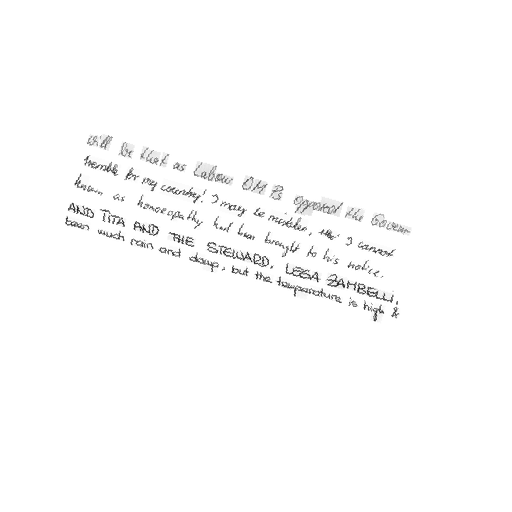 will be that as Labour M Ps opposed the Govern
tremble for my country! I may be mistaken, tho' I cannot
known as homoeopathy had been brought to his notice.
AND TITA AND THE STEWARD, LEGA ZAMBELLI,
been much rain and damp, but the temperature is high &